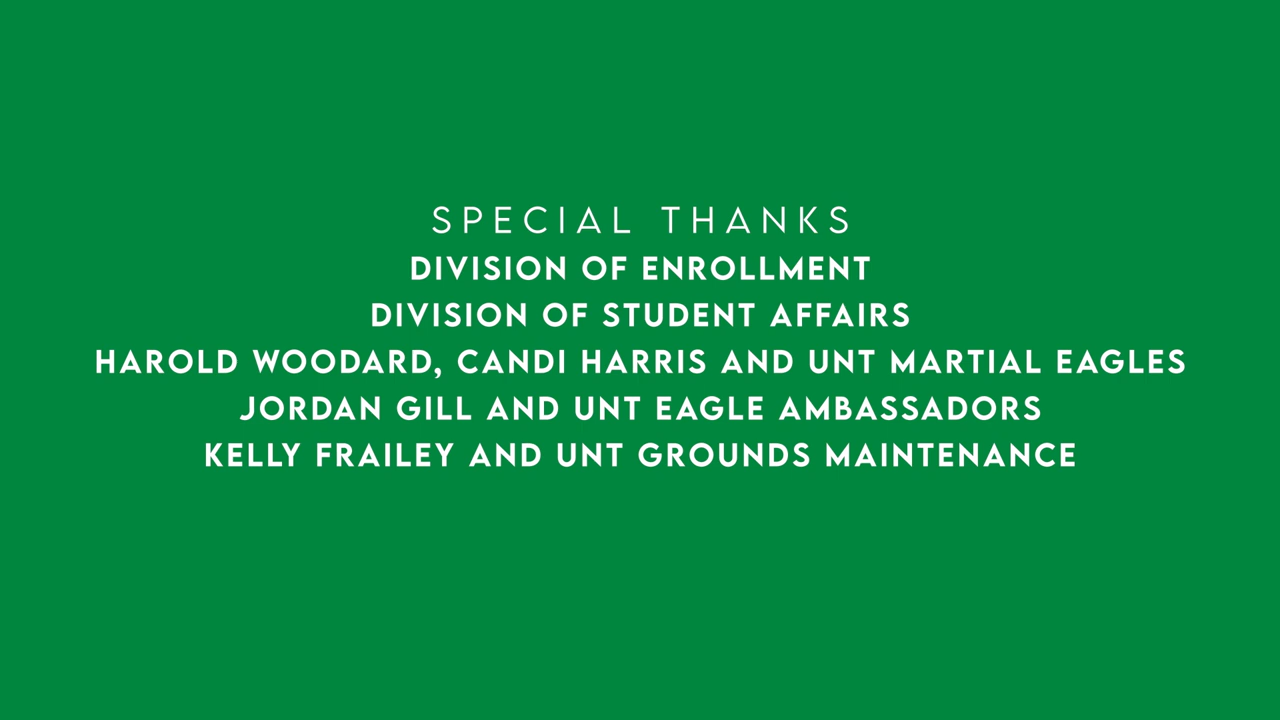 SPECIAL THANKS
DIVISION OF ENROLLMENT
DIVISION OF STUDENT AFFAIRS
HAROLD WOODARD, CANDI HARRIS AND UNT MARTIAL EAGLES
JORDAN GILL AND UNT EAGLE AMBASSADORS
KELLY FRAILEY AND UNT GROUNDS MAINTENANCE